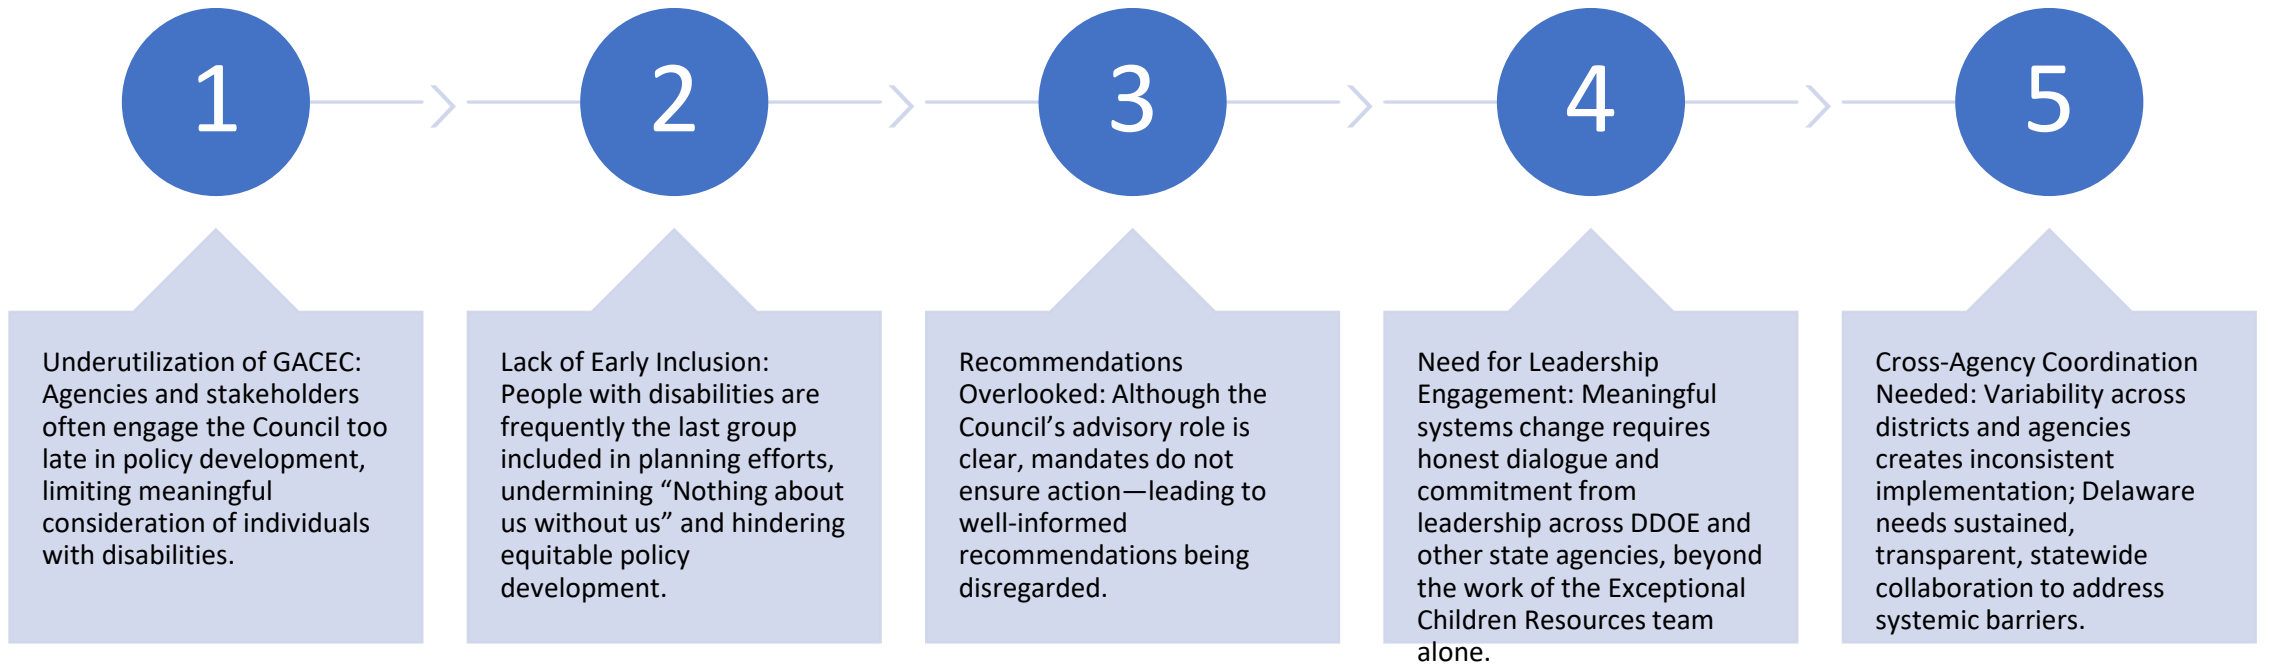 1
Underutilization of GACEC:
Agencies and stakeholders
often engage the Council too
late in policy development,
limiting meaningful
consideration of individuals
with disabilities.
2
Lack of Early Inclusion:
People with disabilities are
frequently the last group
included in planning efforts,
undermining “Nothing about
us without us” and hindering
equitable policy
development.
3
Recommendations
Overlooked: Although the
Council’s advisory role is
clear, mandates do not
ensure action—leading to
well-informed
recommendations being
disregarded.
4
Need for Leadership
Engagement: Meaningful
systems change requires
honest dialogue and
commitment from
leadership across DDOE and
other state agencies, beyond
the work of the Exceptional
Children Resources team
alone.
5
Cross-Agency Coordination
Needed: Variability across
districts and agencies
creates inconsistent
implementation; Delaware
needs sustained,
transparent, statewide
collaboration to address
systemic barriers.